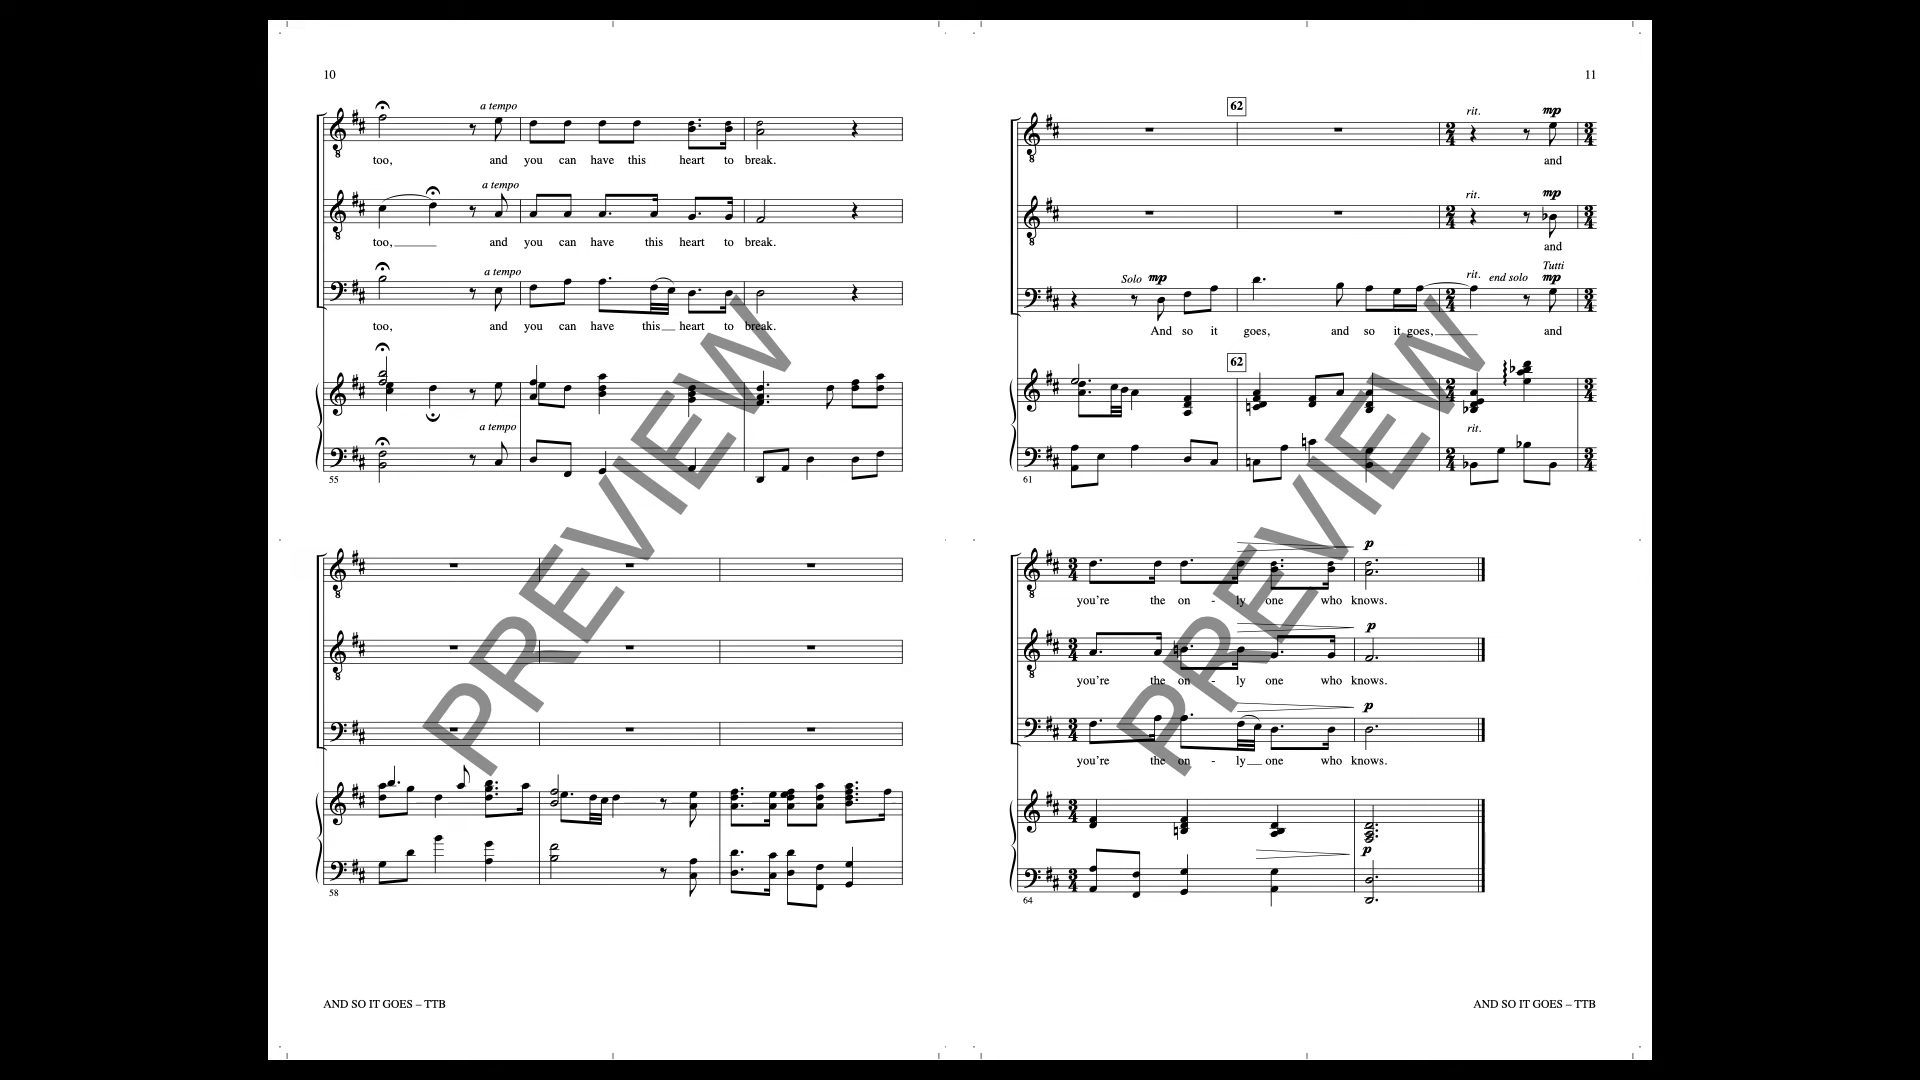 10
a tempo
too, and you can have this heart to break.
a tempo
too, and you can have this heart to break.
a tempo
too, and you can have this heart to break.
a tempo
55
58
AND SO IT GOES – TTB
PREVIEW
11
62
rit. mp
and
rit. mp
and
Solo mp rit. end solo Tutti mp
And so it goes, and so it goes, and
62
rit.
61
p
you're the on - ly one who knows.
p
you're the on - ly one who knows.
p
you're the on - ly one who knows.
p
64
AND SO IT GOES – TTB
PREVIEW